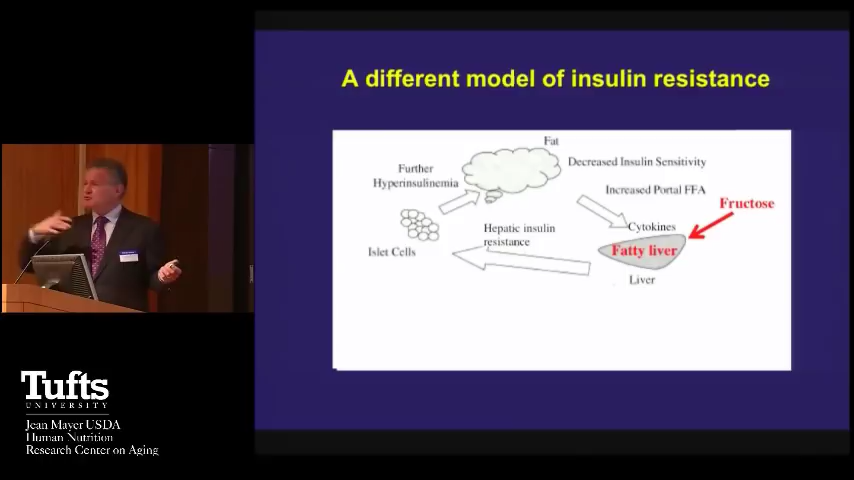 A different model of insulin resistance
Fat
Further
Hyperinsulinemia
Decreased Insulin Sensitivity
Increased Portal FFA
Fructose
Cytokines
Hepatic insulin
resistance
Islet Cells
Fatty liver
Liver
Tufts
UNIVERSITY
Jean Mayer USDA
Human Nutrition
Research Center on Aging